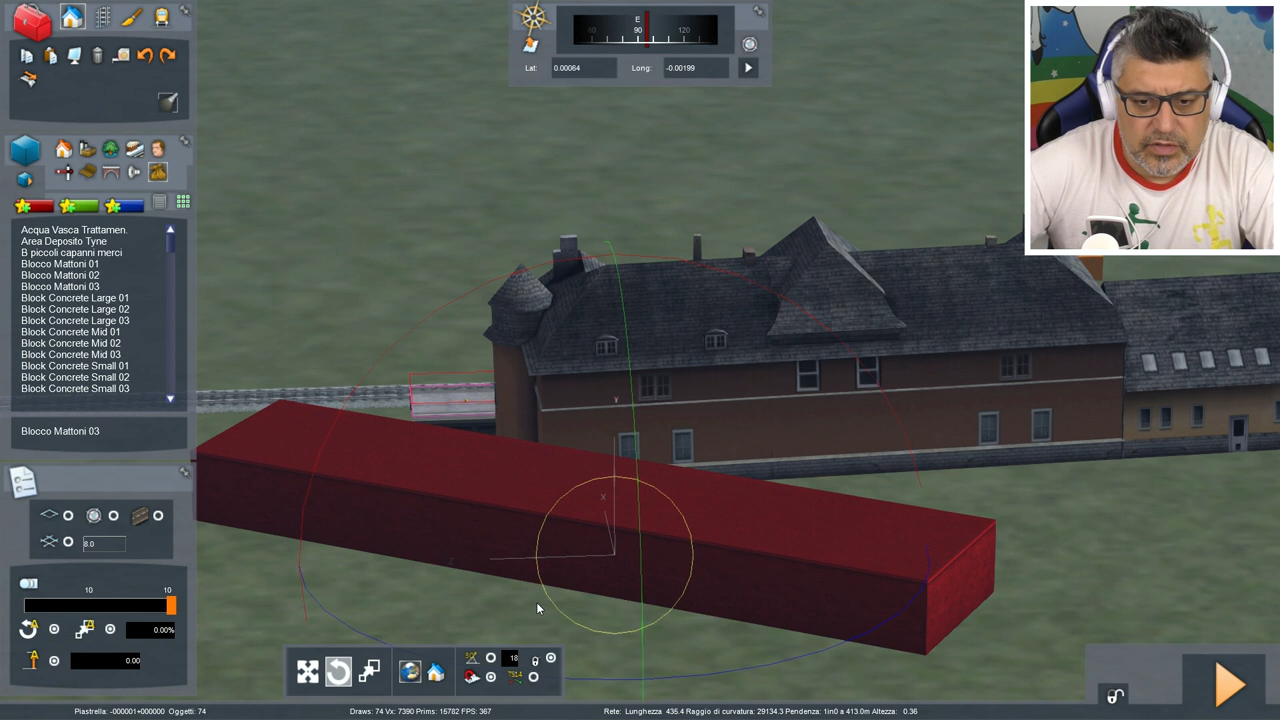 E
60 90 120
Lat: 0.00064 Long: -0.00199
Acqua Vasca Trattamen.
Area Deposito Tyne
B piccoli capanni merci
Blocco Mattoni 01
Blocco Mattoni 02
Blocco Mattoni 03
Block Concrete Large 01
Block Concrete Large 02
Block Concrete Large 03
Block Concrete Mid 01
Block Concrete Mid 02
Block Concrete Mid 03
Block Concrete Small 01
Block Concrete Small 02
Block Concrete Small 03
Blocco Mattoni 03
Y
X
Z
8.0
10 10
0.00%
0.00
18
Piastrella: -000001+000000 Oggetti: 74
Draws: 74 Vx: 7390 Prims: 15782 FPS: 367
Rete: Lunghezza 435.4 Raggio di curvatura: 29134.3 Pendenza: 1in0 a 413.0m Altezza: 0.36